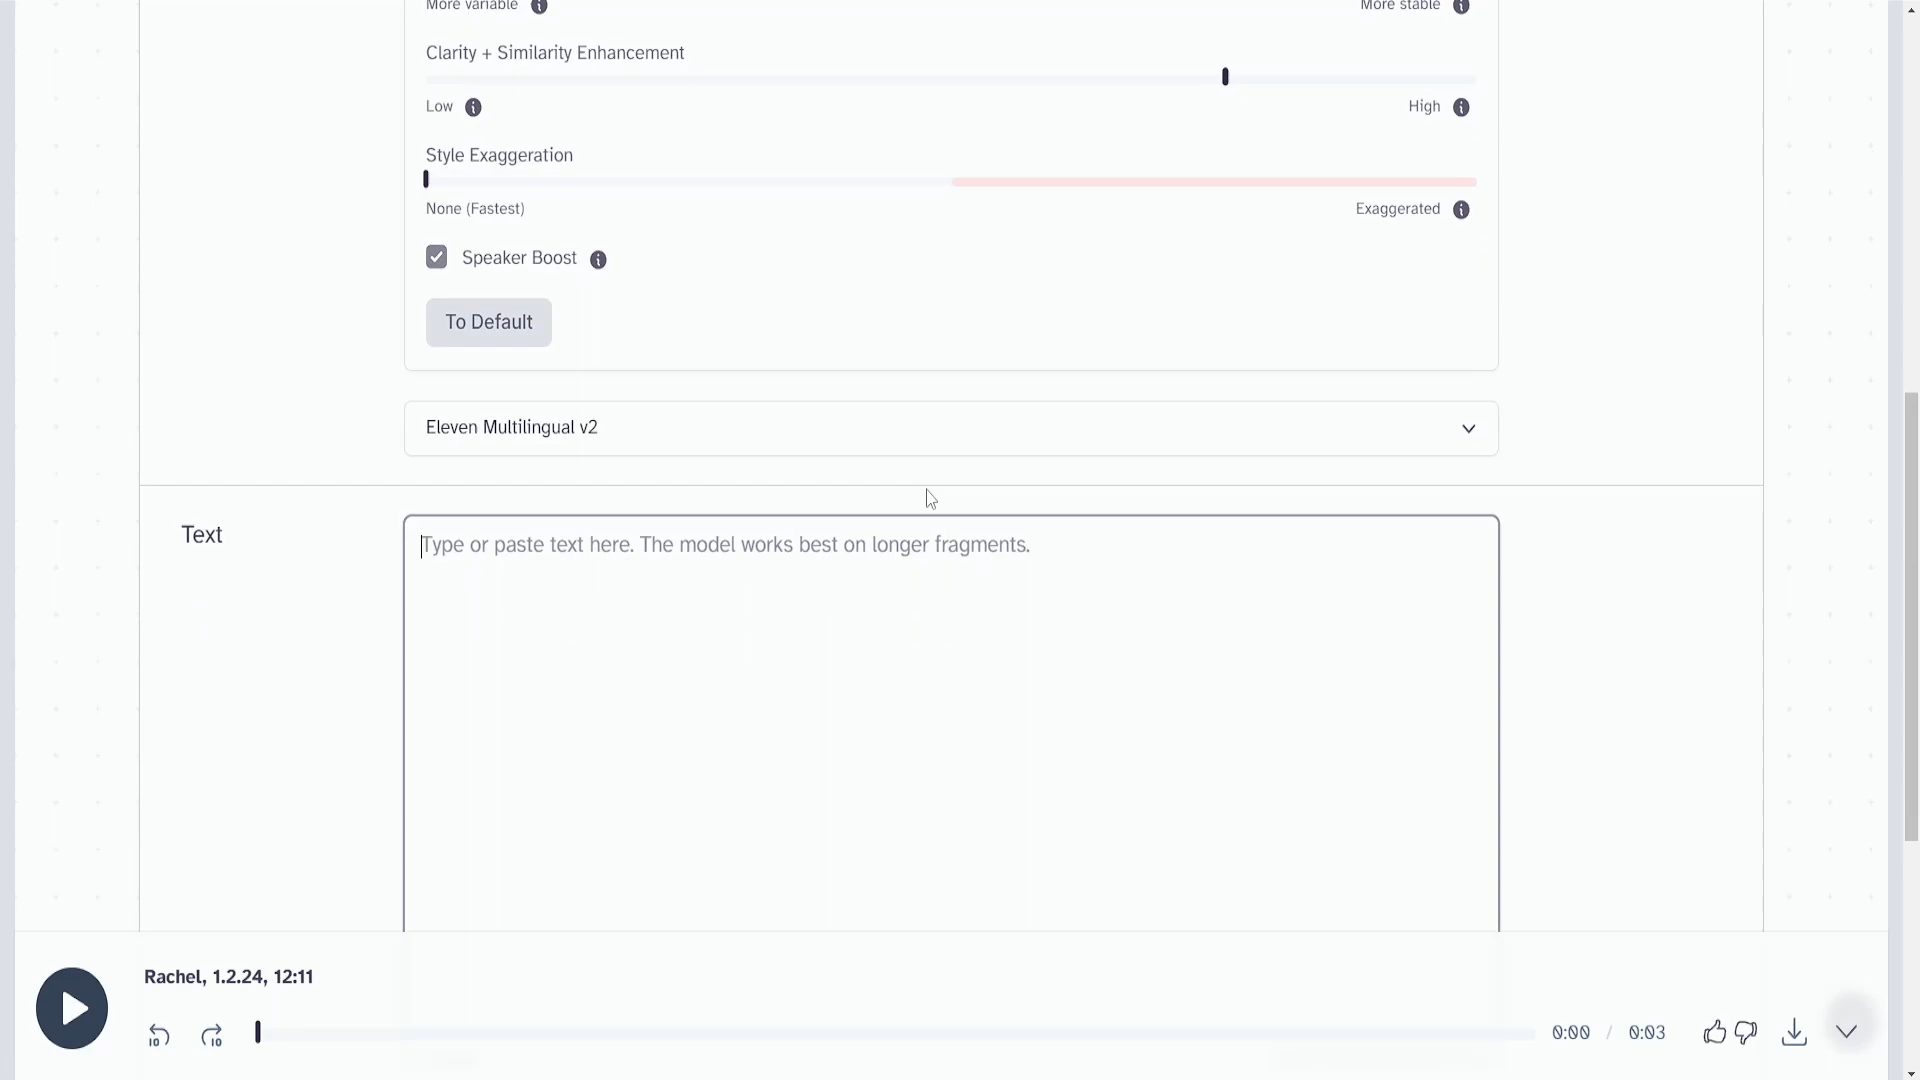 More variable
More stable
Clarity + Similarity Enhancement
Low
High
Style Exaggeration
None (Fastest)
Exaggerated
Speaker Boost
To Default
Eleven Multilingual v2
Text
Type or paste text here. The model works best on longer fragments.
Rachel, 1.2.24, 12:11
10
10
0:00 / 0:03